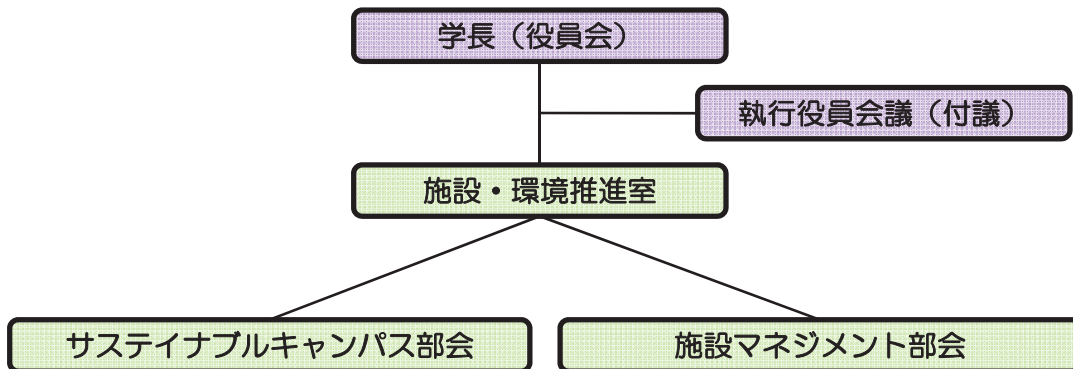 学長（役員会）
執行役員会議（付議）
施設・環境推進室
サステイナブルキャンパス部会
施設マネジメント部会